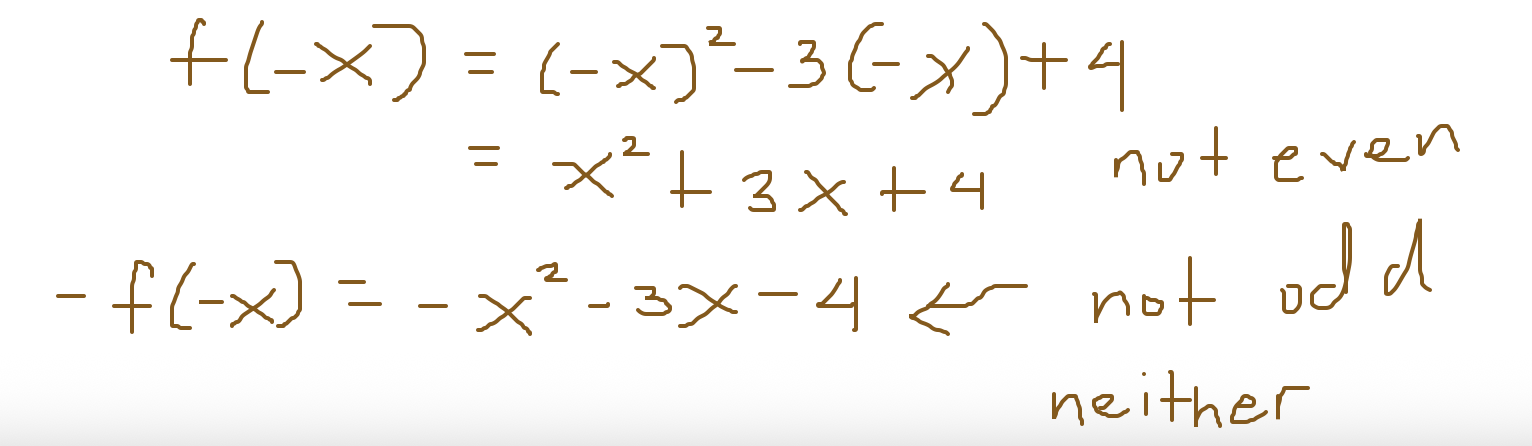 f(-x) = (-x)² - 3(-x) + 4
= x² + 3x + 4 not even
- f(-x) = - x² - 3x - 4 ← not odd
neither